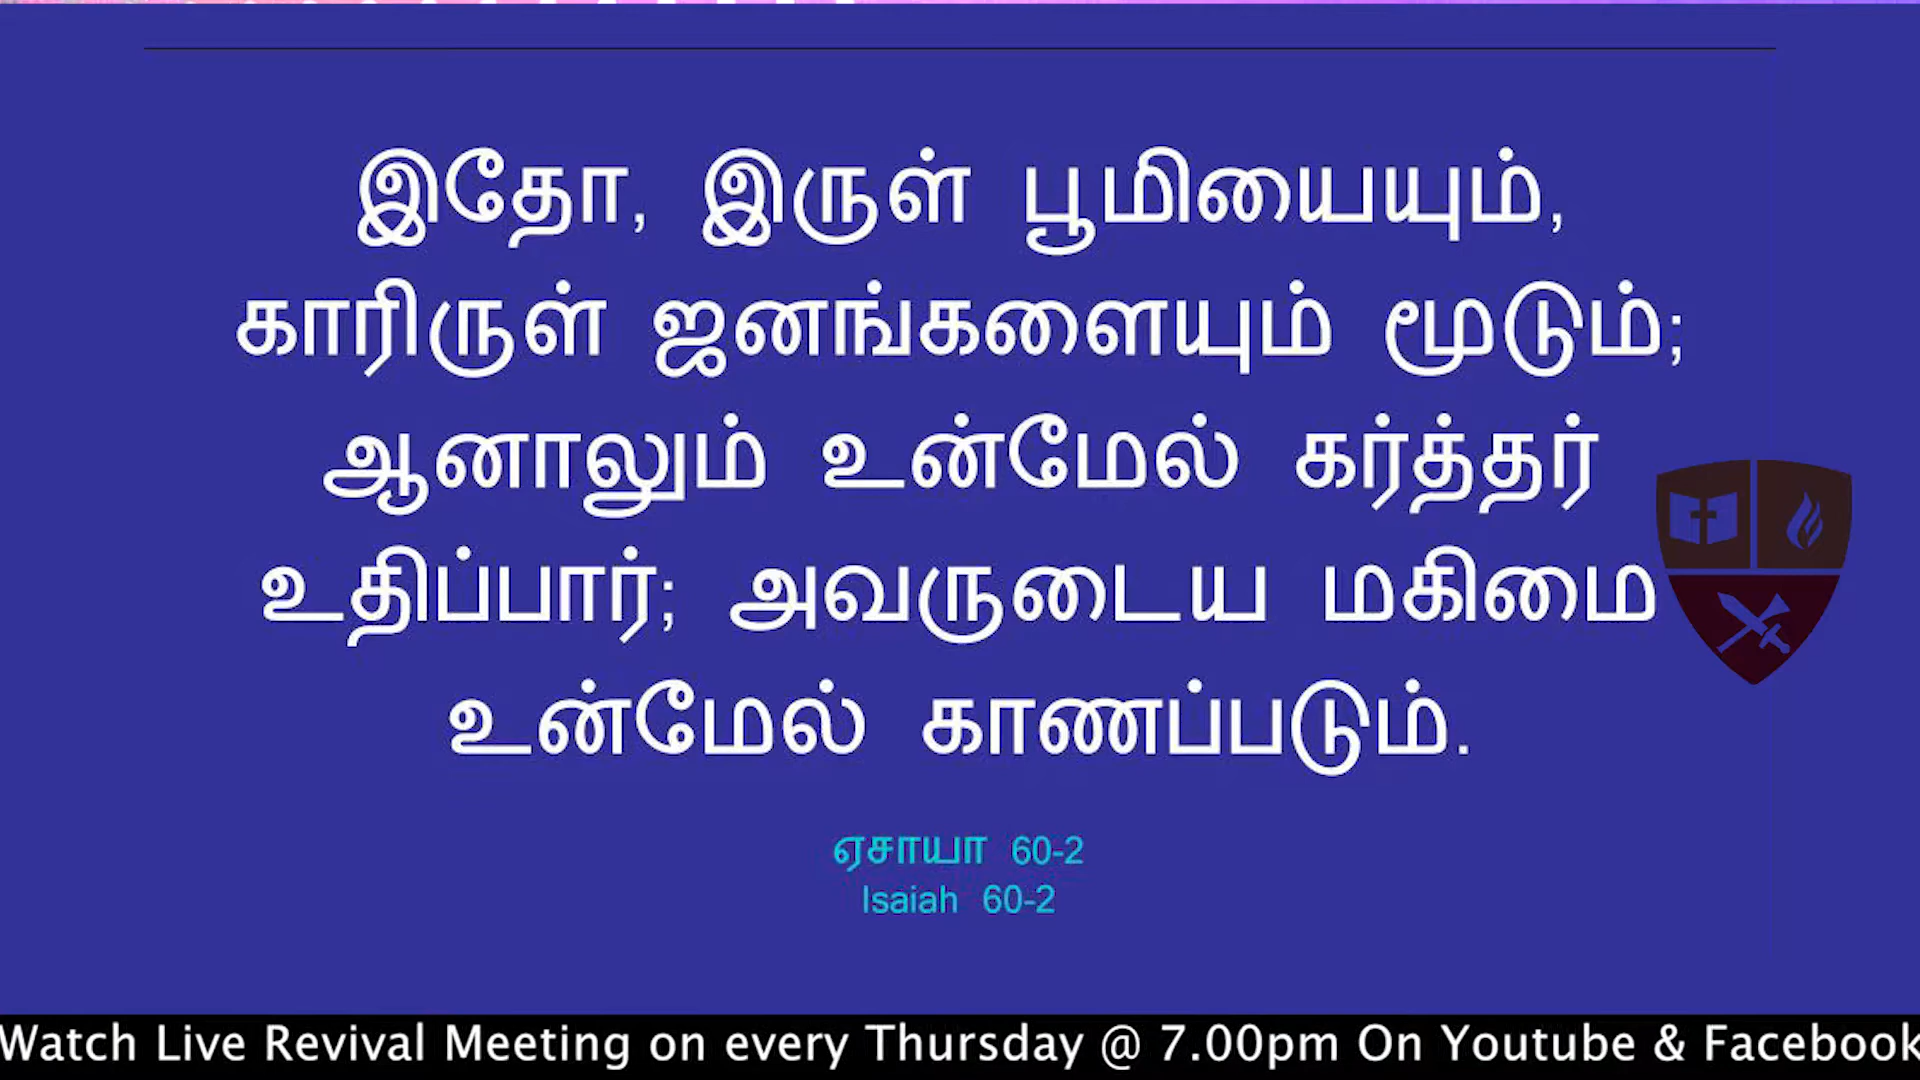 இதோ, இருள் பூமியையும்,
காரிருள் ஜனங்களையும் மூடும்;
ஆனாலும் உன்மேல் கர்த்தர்
உதிப்பார்; அவருடைய மகிமை
உன்மேல் காணப்படும்.
ஏசாயா 60-2
Isaiah 60-2
Watch Live Revival Meeting on every Thursday @ 7.00pm On Youtube & Facebook